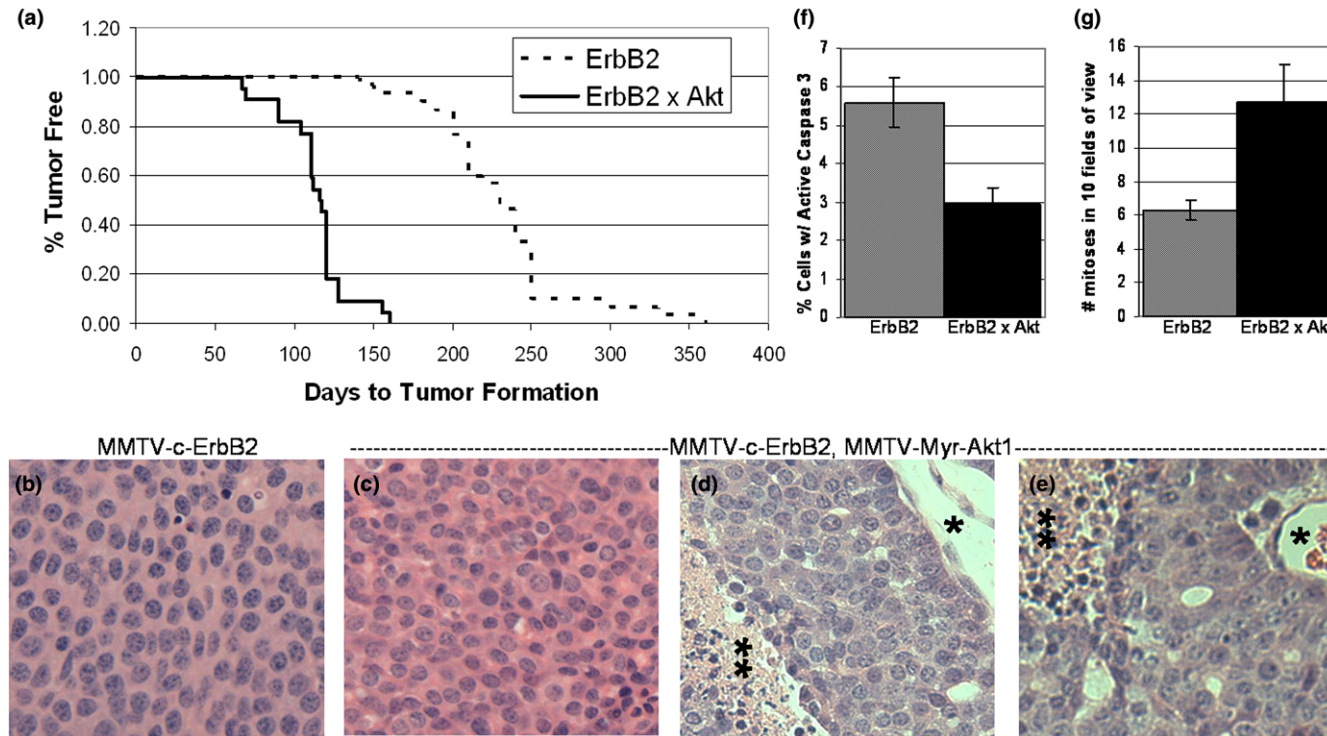 (a)
1.20
1.00
0.80
0.60
0.40
0.20
0.00
% Tumor Free
ErbB2
ErbB2 x Akt
0 50 100 150 200 250 300 350 400
Days to Tumor Formation
(f)
7
6
5
4
3
2
1
0
% Cells w/ Active Caspase 3
ErbB2 ErbB2 x Akt
(g)
16
14
12
10
8
6
4
2
0
# mitoses in 10 fields of view
ErbB2 ErbB2 x Akt
MMTV-c-ErbB2
MMTV-c-ErbB2, MMTV-Myr-Akt1
(b)
(c)
(d)
*
**
(e)
**
*